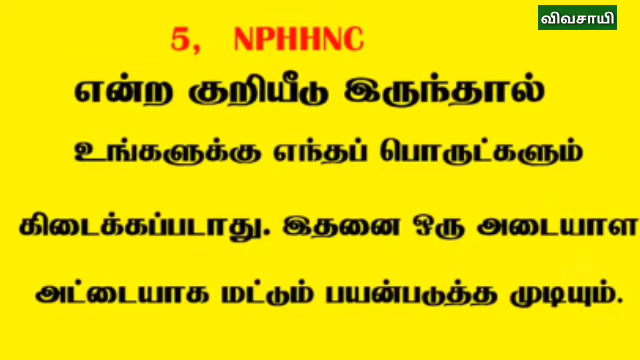 விவசாயி
5, NPHHNC
என்ற குறியீடு இருந்தால்
உங்களுக்கு எந்தப் பொருட்களும்
கிடைக்கப்படாது. இதனை ஒரு அடையாள
அட்டையாக மட்டும் பயன்படுத்த முடியும்.